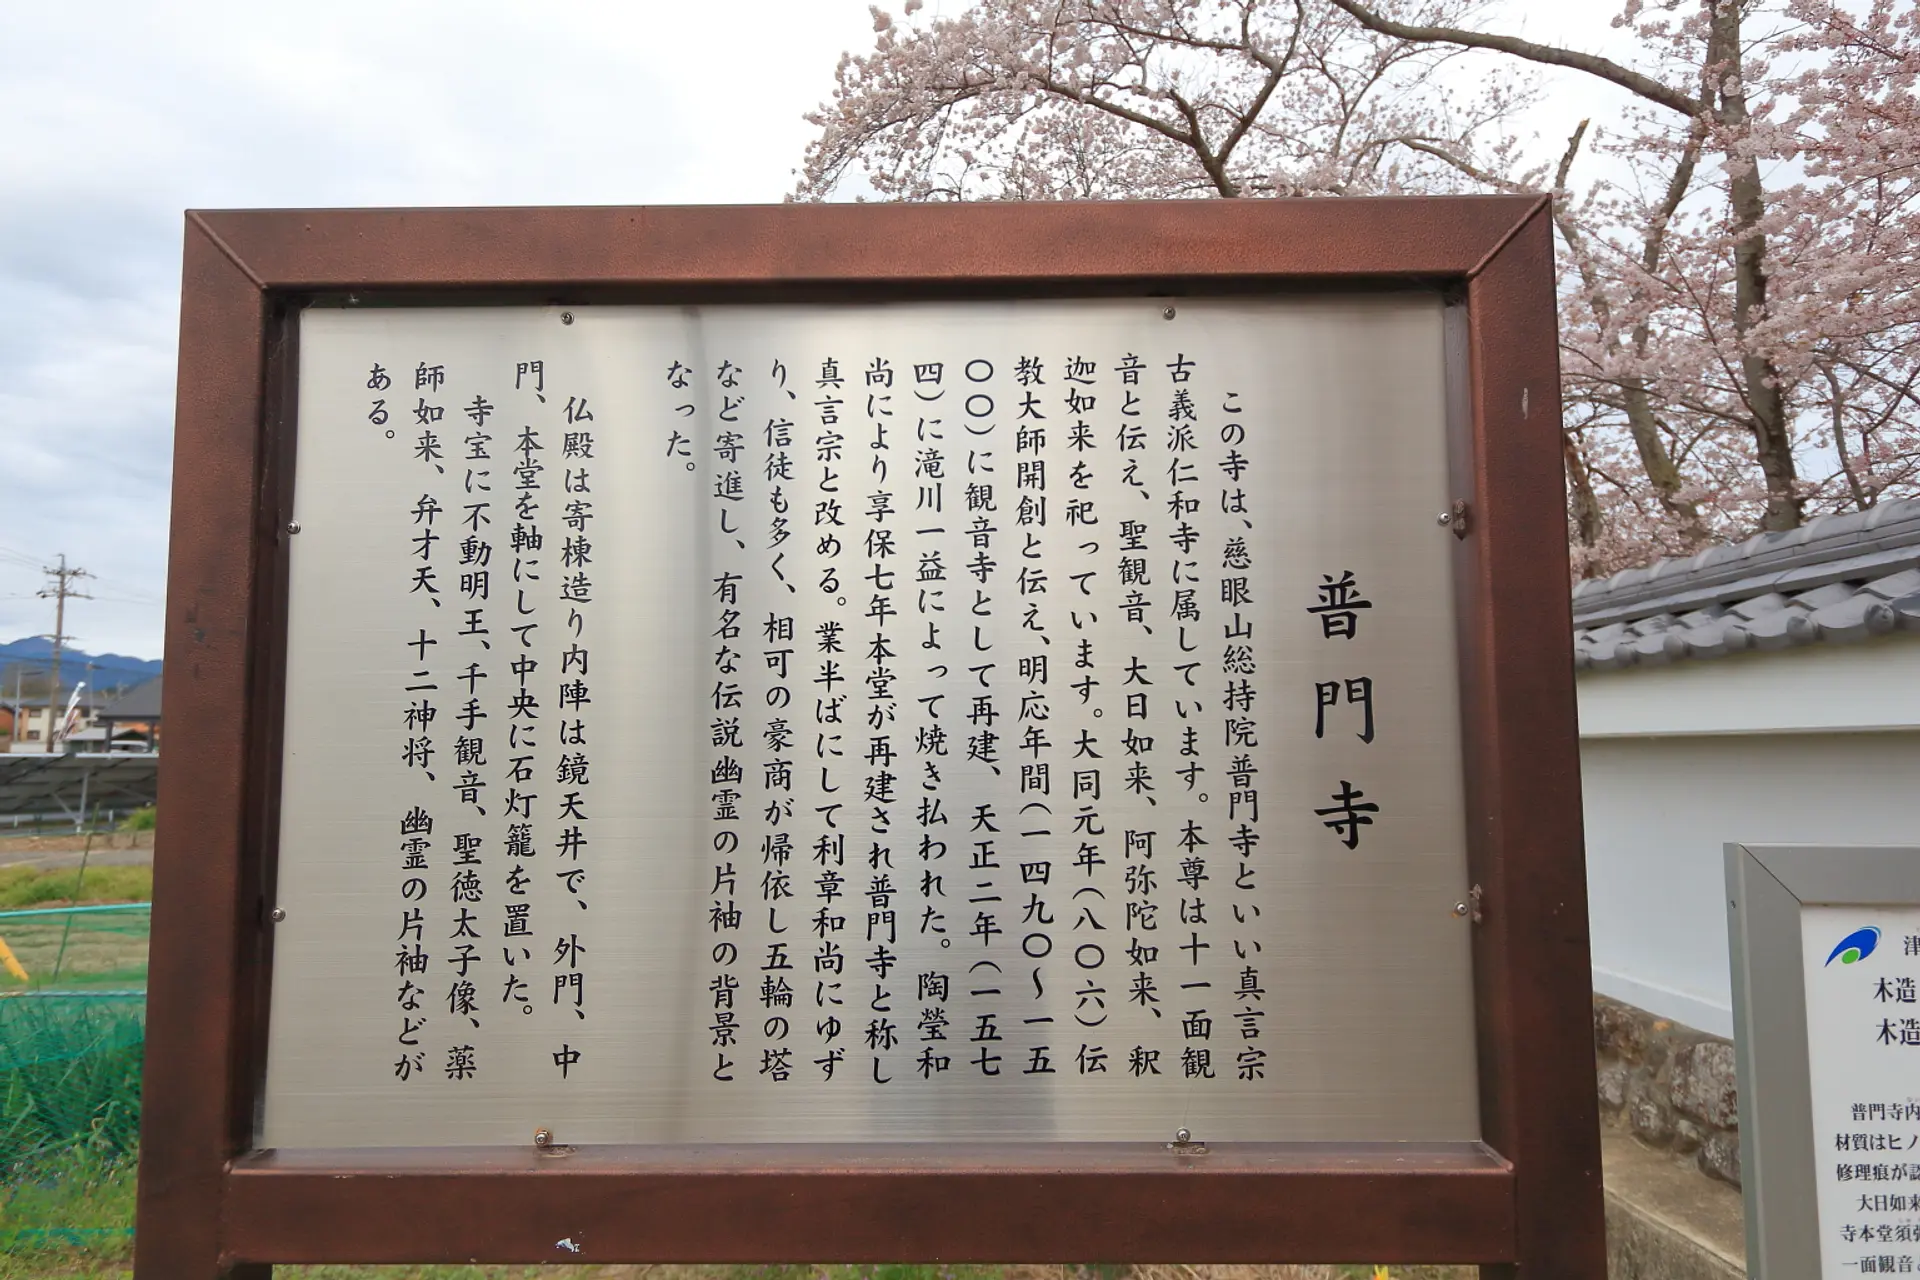 普門寺
この寺は、慈眼山総持院普門寺といい真言宗
古義派仁和寺に属しています。本尊は十一面観
音と伝え、聖観音、大日如来、阿弥陀如来、釈
迦如来を祀っています。大同元年(八〇六)伝
教大師開創と伝え、明応年間(一四九〇〜一五
〇〇)に観音寺として再建、天正二年(一五七
四)に滝川一益によって焼き払われた。陶瑩和
尚により享保七年本堂が再建され普門寺と称し
真言宗と改める。業半ばにして利章和尚にゆず
り、信徒も多く、相可の豪商が帰依し五輪の塔
など寄進し、有名な伝説幽霊の片袖の背景と
なった。
仏殿は寄棟造り内陣は鏡天井で、外門、中
門、本堂を軸にして中央に石灯籠を置いた。
寺宝に不動明王、千手観音、聖徳太子像、薬
師如来、弁才天、十二神将、幽霊の片袖などが
ある。
津
木造
木造
普門寺内
材質はヒノ
修理痕が認
大日如来
寺本堂須弥
一面観音